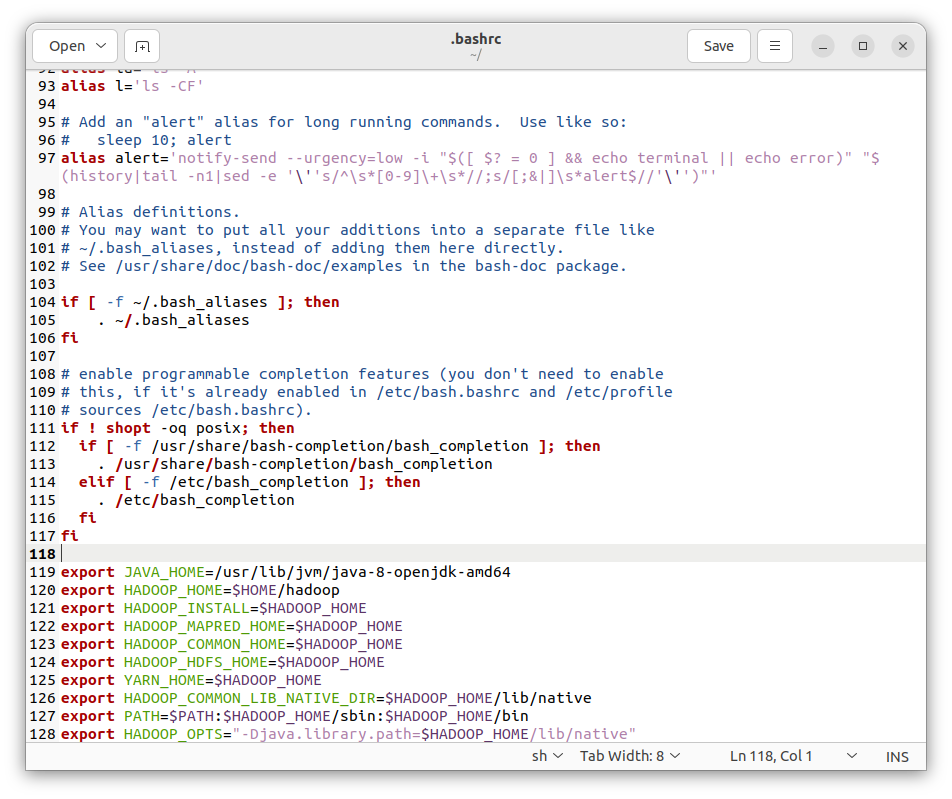 Open
.bashrc
~/
Save
93 alias l='ls -CF'
94
95 # Add an "alert" alias for long running commands.  Use like so:
96 #   sleep 10; alert
97 alias alert='notify-send --urgency=low -i "$([ $? = 0 ] && echo terminal || echo error)" "$
(history|tail -n1|sed -e '\''s/^\s*[0-9]\+\s*//;s/[;&|]\s*alert$//'\'')"'
98
99 # Alias definitions.
100 # You may want to put all your additions into a separate file like
101 # ~/.bash_aliases, instead of adding them here directly.
102 # See /usr/share/doc/bash-doc/examples in the bash-doc package.
103
104 if [ -f ~/.bash_aliases ]; then
105     . ~/.bash_aliases
106 fi
107
108 # enable programmable completion features (you don't need to enable
109 # this, if it's already enabled in /etc/bash.bashrc and /etc/profile
110 # sources /etc/bash.bashrc).
111 if ! shopt -oq posix; then
112   if [ -f /usr/share/bash-completion/bash_completion ]; then
113     . /usr/share/bash-completion/bash_completion
114   elif [ -f /etc/bash_completion ]; then
115     . /etc/bash_completion
116   fi
117 fi
118
119 export JAVA_HOME=/usr/lib/jvm/java-8-openjdk-amd64
120 export HADOOP_HOME=$HOME/hadoop
121 export HADOOP_INSTALL=$HADOOP_HOME
122 export HADOOP_MAPRED_HOME=$HADOOP_HOME
123 export HADOOP_COMMON_HOME=$HADOOP_HOME
124 export HADOOP_HDFS_HOME=$HADOOP_HOME
125 export YARN_HOME=$HADOOP_HOME
126 export HADOOP_COMMON_LIB_NATIVE_DIR=$HADOOP_HOME/lib/native
127 export PATH=$PATH:$HADOOP_HOME/sbin:$HADOOP_HOME/bin
128 export HADOOP_OPTS="-Djava.library.path=$HADOOP_HOME/lib/native"
sh
Tab Width: 8
Ln 118, Col 1
INS